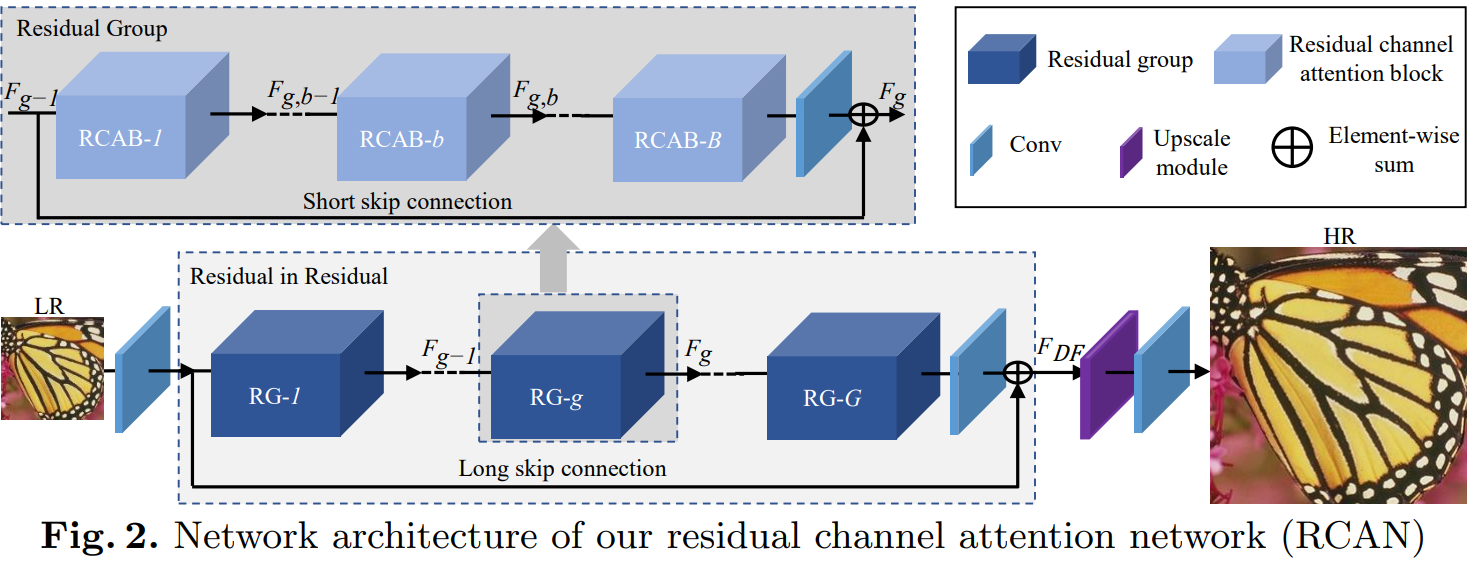 Residual Group
F_{g−1}
RCAB-1
F_{g,b−1}
RCAB-b
F_{g,b}
RCAB-B
F_g
Short skip connection
Residual group
Residual channel
attention block
Conv
Upscale
module
Element-wise
sum
Residual in Residual
LR
RG-1
F_{g−1}
RG-g
F_g
RG-G
F_{DF}
HR
Long skip connection
Fig. 2. Network architecture of our residual channel attention network (RCAN)